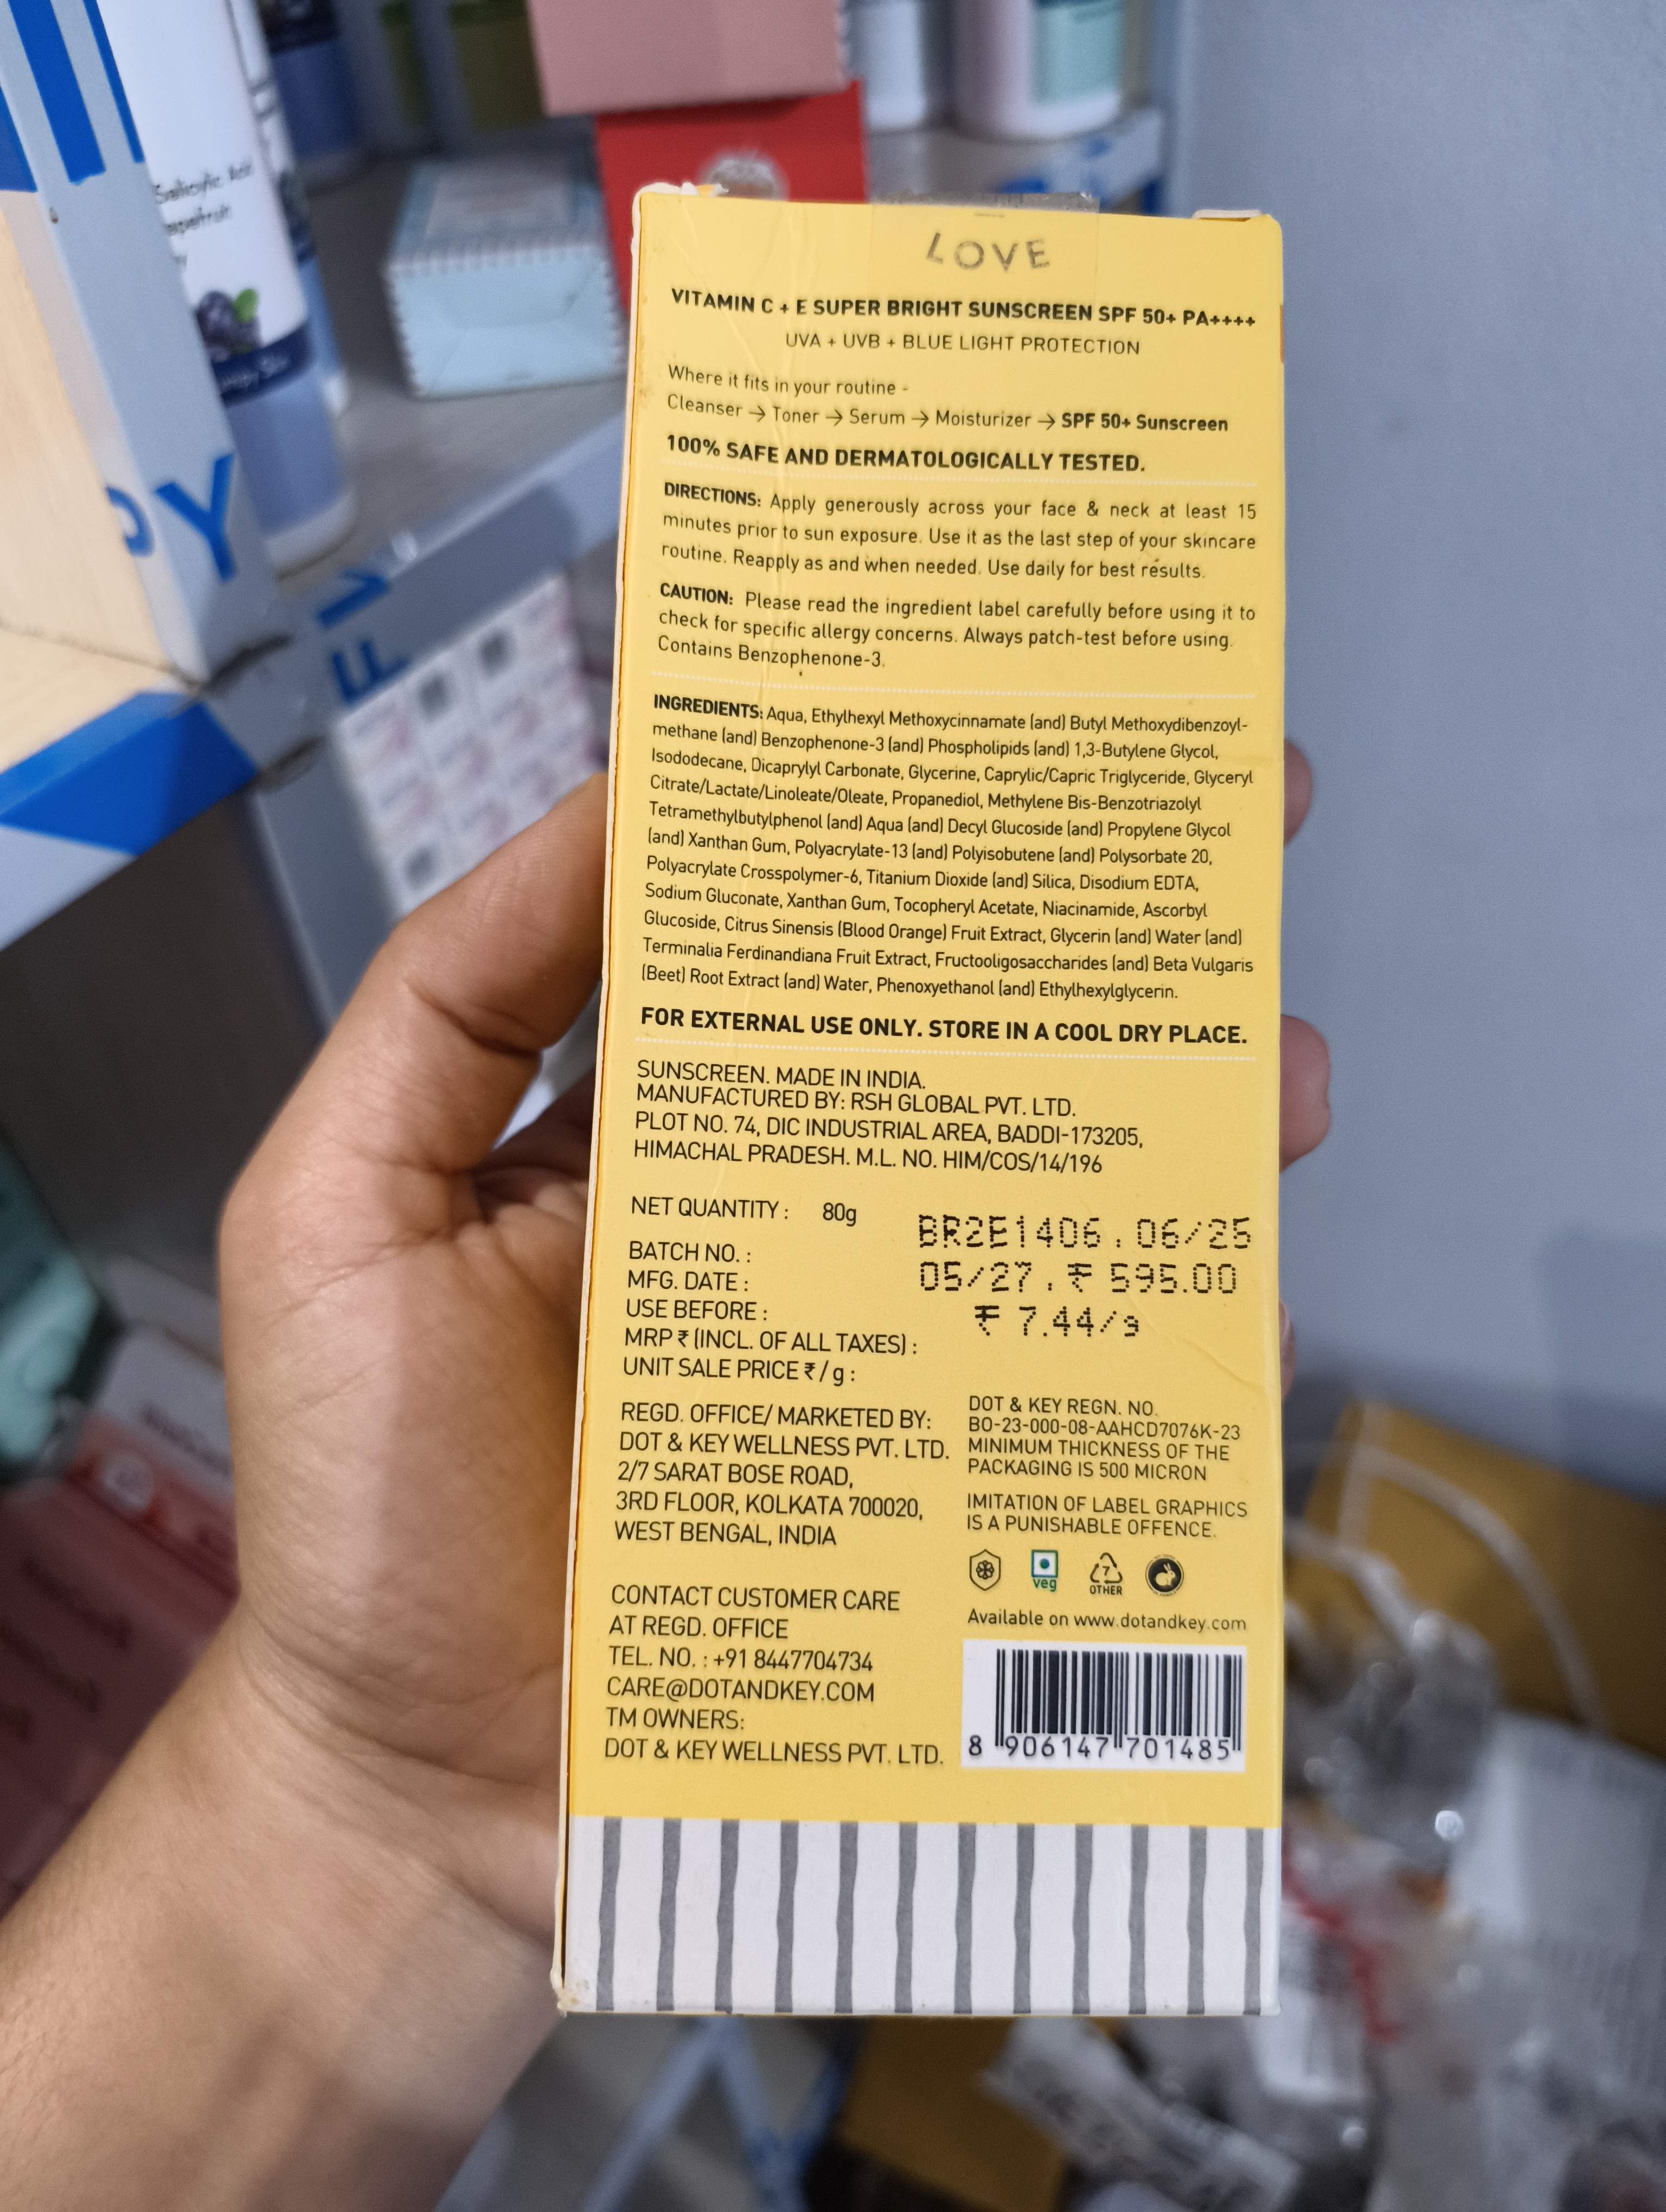 LOVE
VITAMIN C + E SUPER BRIGHT SUNSCREEN SPF 50+ PA++++
UVA + UVB + BLUE LIGHT PROTECTION
Where it fits in your routine -
Cleanser → Toner → Serum → Moisturizer → SPF 50+ Sunscreen
100% SAFE AND DERMATOLOGICALLY TESTED.
DIRECTIONS: Apply generously across your face & neck at least 15
minutes prior to sun exposure. Use it as the last step of your skincare
routine. Reapply as and when needed. Use daily for best results.
CAUTION: Please read the ingredient label carefully before using it to
check for specific allergy concerns. Always patch-test before using.
Contains Benzophenone-3.
INGREDIENTS: Aqua, Ethylhexyl Methoxycinnamate (and) Butyl Methoxydibenzoyl-
methane (and) Benzophenone-3 (and) Phospholipids (and) 1,3-Butylene Glycol,
Isododecane, Dicaprylyl Carbonate, Glycerine, Caprylic/Capric Triglyceride, Glyceryl
Citrate/Lactate/Linoleate/Oleate, Propanediol, Methylene Bis-Benzotriazolyl
Tetramethylbutylphenol (and) Aqua (and) Decyl Glucoside (and) Propylene Glycol
(and) Xanthan Gum, Polyacrylate-13 (and) Polyisobutene (and) Polysorbate 20,
Polyacrylate Crosspolymer-6, Titanium Dioxide (and) Silica, Disodium EDTA,
Sodium Gluconate, Xanthan Gum, Tocopheryl Acetate, Niacinamide, Ascorbyl
Glucoside, Citrus Sinensis (Blood Orange) Fruit Extract, Glycerin (and) Water (and)
Terminalia Ferdinandiana Fruit Extract, Fructooligosaccharides (and) Beta Vulgaris
(Beet) Root Extract (and) Water, Phenoxyethanol (and) Ethylhexylglycerin.
FOR EXTERNAL USE ONLY. STORE IN A COOL DRY PLACE.
SUNSCREEN. MADE IN INDIA.
MANUFACTURED BY: RSH GLOBAL PVT. LTD.
PLOT NO. 74, DIC INDUSTRIAL AREA, BADDI-173205,
HIMACHAL PRADESH. M.L. NO. HIM/COS/14/196
NET QUANTITY : 80g
BATCH NO. :
MFG. DATE :
USE BEFORE :
MRP ₹ (INCL. OF ALL TAXES) :
UNIT SALE PRICE ₹ / g :
BR2E1406 . 06/25
05/27 . ₹ 595.00
₹ 7.44/g
REGD. OFFICE/ MARKETED BY:
DOT & KEY WELLNESS PVT. LTD.
2/7 SARAT BOSE ROAD,
3RD FLOOR, KOLKATA 700020,
WEST BENGAL, INDIA
CONTACT CUSTOMER CARE
AT REGD. OFFICE
TEL. NO. : +91 8447704734
CARE@DOTANDKEY.COM
TM OWNERS:
DOT & KEY WELLNESS PVT. LTD.
DOT & KEY REGN. NO.
BO-23-000-08-AAHCD7076K-23
MINIMUM THICKNESS OF THE
PACKAGING IS 500 MICRON
IMITATION OF LABEL GRAPHICS
IS A PUNISHABLE OFFENCE.
veg
7
OTHER
Available on www.dotandkey.com
8 906147 701485
Salicylic Acid
PY